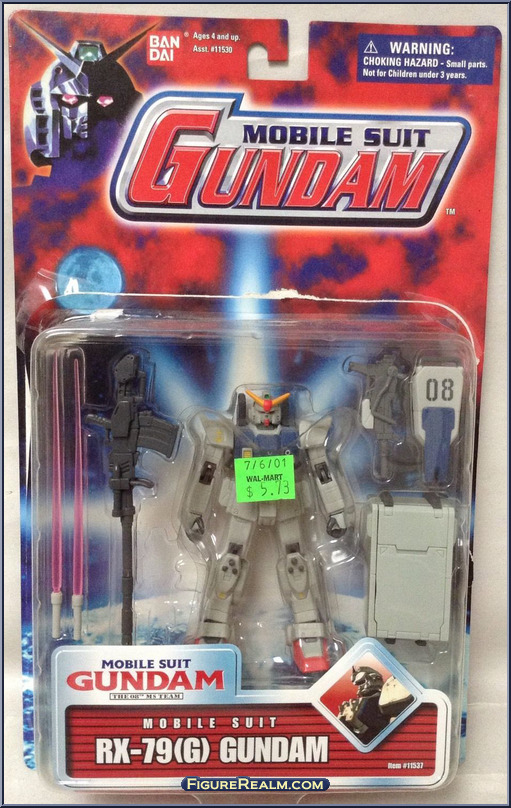 BAN
DAI
®
Ages 4 and up.
Asst. #11530
WARNING:
CHOKING HAZARD - Small parts.
Not for Children under 3 years.
MOBILE SUIT
GUNDAM
™
08
7/6/01
WAL-MART
$ 5.73
MOBILE SUIT
GUNDAM
THE 08TH MS TEAM
MOBILE SUIT
RX-79(G) GUNDAM
Item #11537
FIGUREREALM.COM